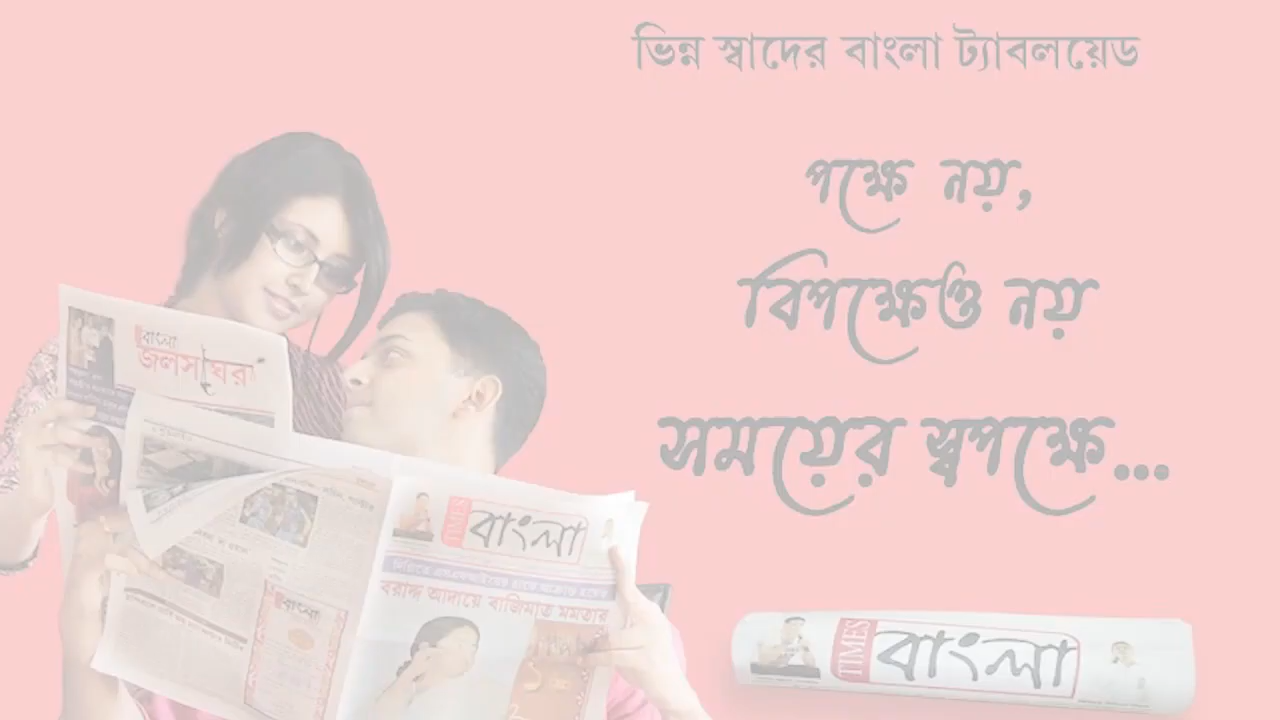 ভিন্ন স্বাদের বাংলা ট্যাবলয়েড
পক্ষে নয়,
বিপক্ষেও নয়
সময়ের স্বপক্ষে...
বাংলা
জলসাঘর
TIMES বাংলা
বরাদ্দ আদায়ে বাজিমাত মমতার
বাংলা
TIMES বাংলা